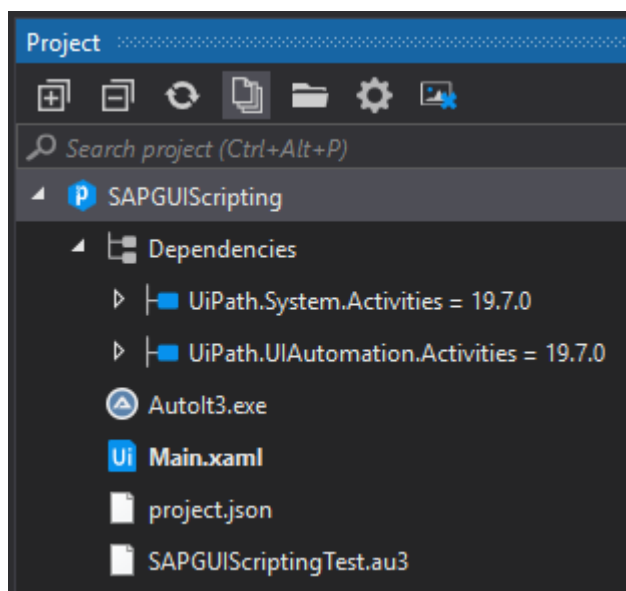 Project
Search project (Ctrl+Alt+P)
SAPGUIScripting
Dependencies
UiPath.System.Activities = 19.7.0
UiPath.UIAutomation.Activities = 19.7.0
AutoIt3.exe
Ui Main.xaml
project.json
SAPGUIScriptingTest.au3